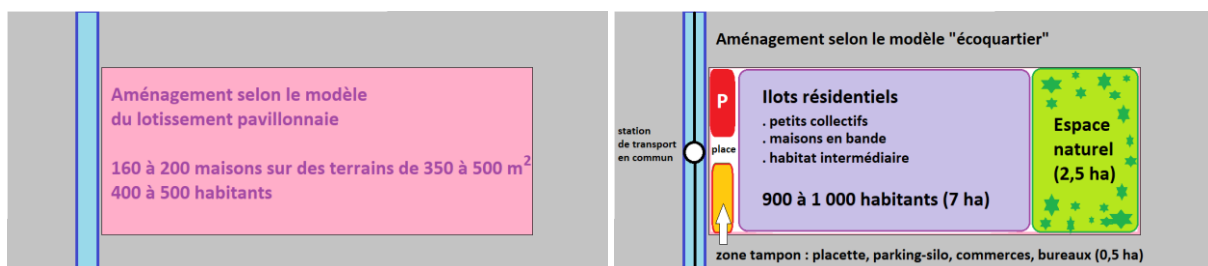 Aménagement selon le modèle
du lotissement pavillonnaie
160 à 200 maisons sur des terrains de 350 à 500 m²
400 à 500 habitants
Aménagement selon le modèle "écoquartier"
station
de transport
en commun
P
place
Ilots résidentiels
. petits collectifs
. maisons en bande
. habitat intermédiaire
900 à 1 000 habitants (7 ha)
Espace
naturel
(2,5 ha)
zone tampon : placette, parking-silo, commerces, bureaux (0,5 ha)